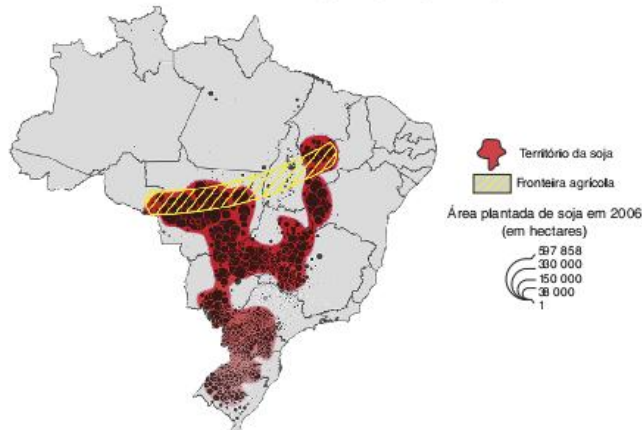 Território da soja
Fronteira agrícola
Área plantada de soja em 2006
(em hectares)
597 858
330 000
150 000
38 000
1